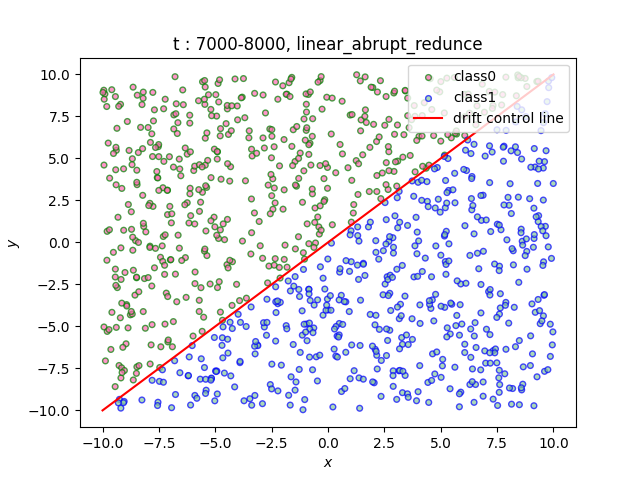 t : 7000-8000, linear_abrupt_redunce
class0
class1
drift control line
y
10.0
7.5
5.0
2.5
0.0
−2.5
−5.0
−7.5
−10.0
−10.0 −7.5 −5.0 −2.5 0.0 2.5 5.0 7.5 10.0
x